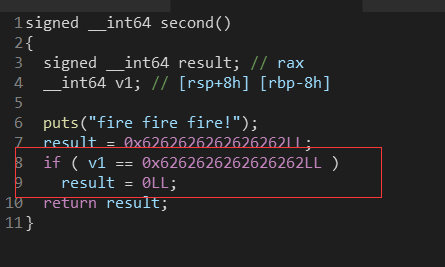 1 signed __int64 second()
2 {
3   signed __int64 result; // rax
4   __int64 v1; // [rsp+8h] [rbp-8h]
5
6   puts("fire fire fire!");
7   result = 0x6262626262626262LL;
8   if ( v1 == 0x6262626262626262LL )
9     result = 0LL;
10   return result;
11 }